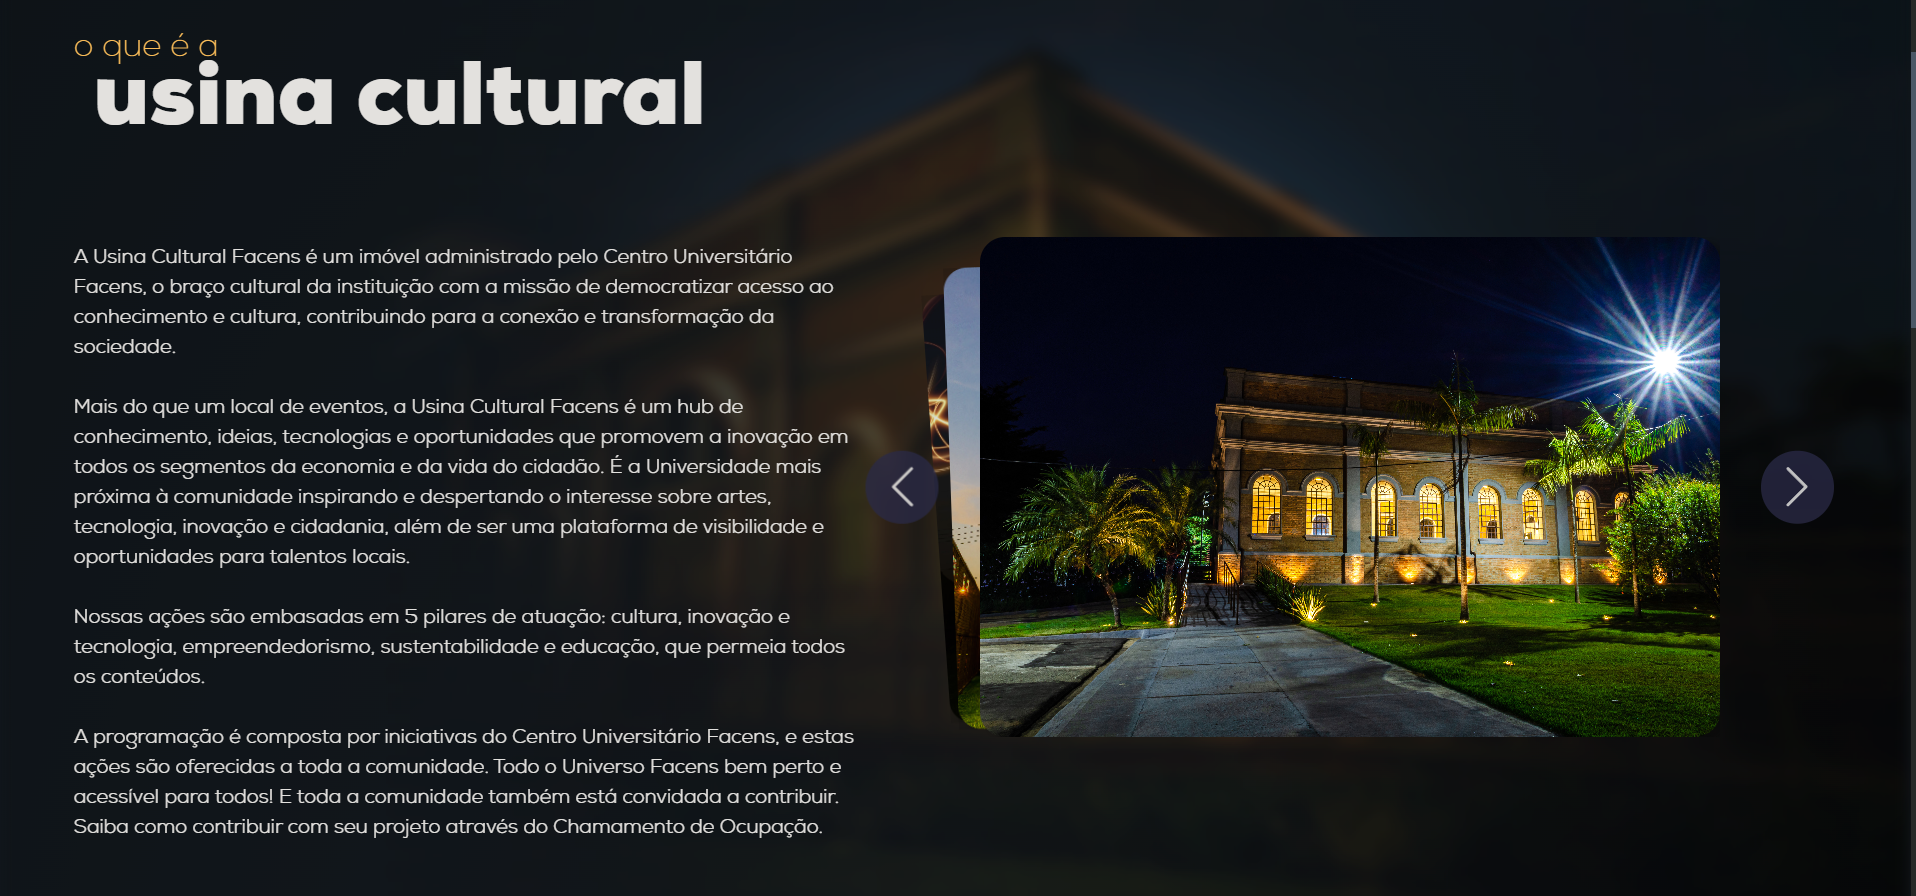 o que é a
usina cultural
A Usina Cultural Facens é um imóvel administrado pelo Centro Universitário
Facens, o braço cultural da instituição com a missão de democratizar acesso ao
conhecimento e cultura, contribuindo para a conexão e transformação da
sociedade.
Mais do que um local de eventos, a Usina Cultural Facens é um hub de
conhecimento, ideias, tecnologias e oportunidades que promovem a inovação em
todos os segmentos da economia e da vida do cidadão. É a Universidade mais
próxima à comunidade inspirando e despertando o interesse sobre artes,
tecnologia, inovação e cidadania, além de ser uma plataforma de visibilidade e
oportunidades para talentos locais.
Nossas ações são embasadas em 5 pilares de atuação: cultura, inovação e
tecnologia, empreendedorismo, sustentabilidade e educação, que permeia todos
os conteúdos.
A programação é composta por iniciativas do Centro Universitário Facens, e estas
ações são oferecidas a toda a comunidade. Todo o Universo Facens bem perto e
acessível para todos! E toda a comunidade também está convidada a contribuir.
Saiba como contribuir com seu projeto através do Chamamento de Ocupação.